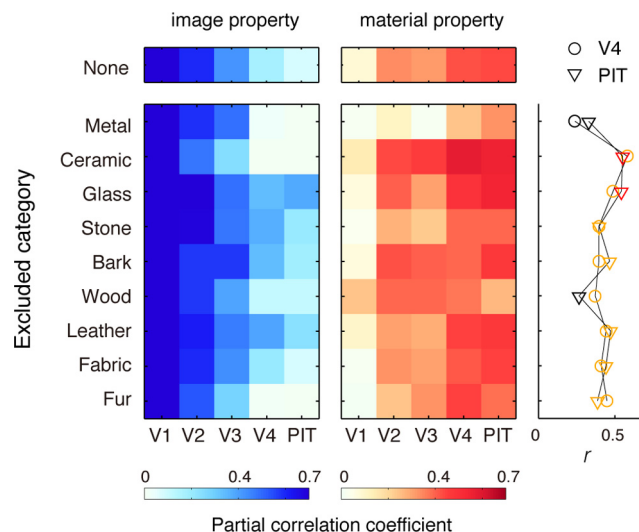 image property
material property
V4
PIT
None
Excluded category
Metal
Ceramic
Glass
Stone
Bark
Wood
Leather
Fabric
Fur
V1 V2 V3 V4 PIT
V1 V2 V3 V4 PIT
0 0.5
r
0 0.4 0.7
0 0.4 0.7
Partial correlation coefficient